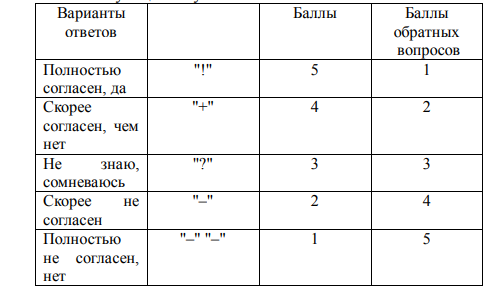 Варианты ответов Баллы Баллы обратных вопросов
Полностью согласен, да "!" 5 1
Скорее согласен, чем нет "+" 4 2
Не знаю, сомневаюсь "?" 3 3
Скорее не согласен "–" 2 4
Полностью не согласен, нет "–" "–" 1 5